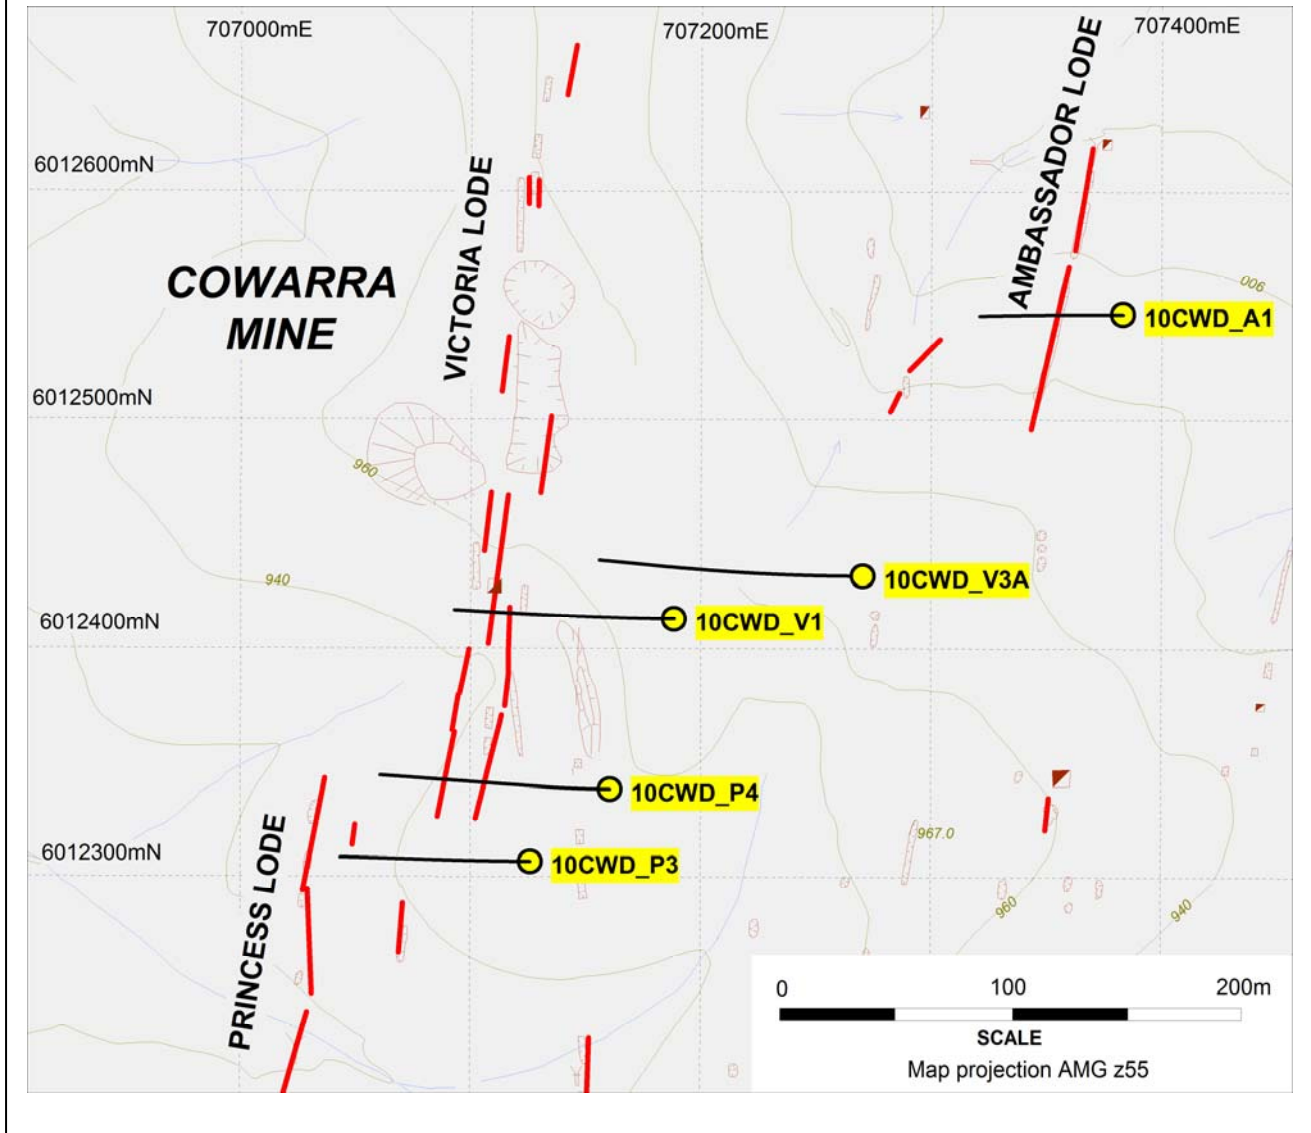 707000mE
707200mE
707400mE
AMBASSADOR LODE
6012600mN
VICTORIA LODE
COWARRA
MINE
900
10CWD_A1
6012500mN
960
940
10CWD_V3A
6012400mN
10CWD_V1
10CWD_P4
967.0
6012300mN
10CWD_P3
PRINCESS LODE
960
940
0 100 200m
SCALE
Map projection AMG z55